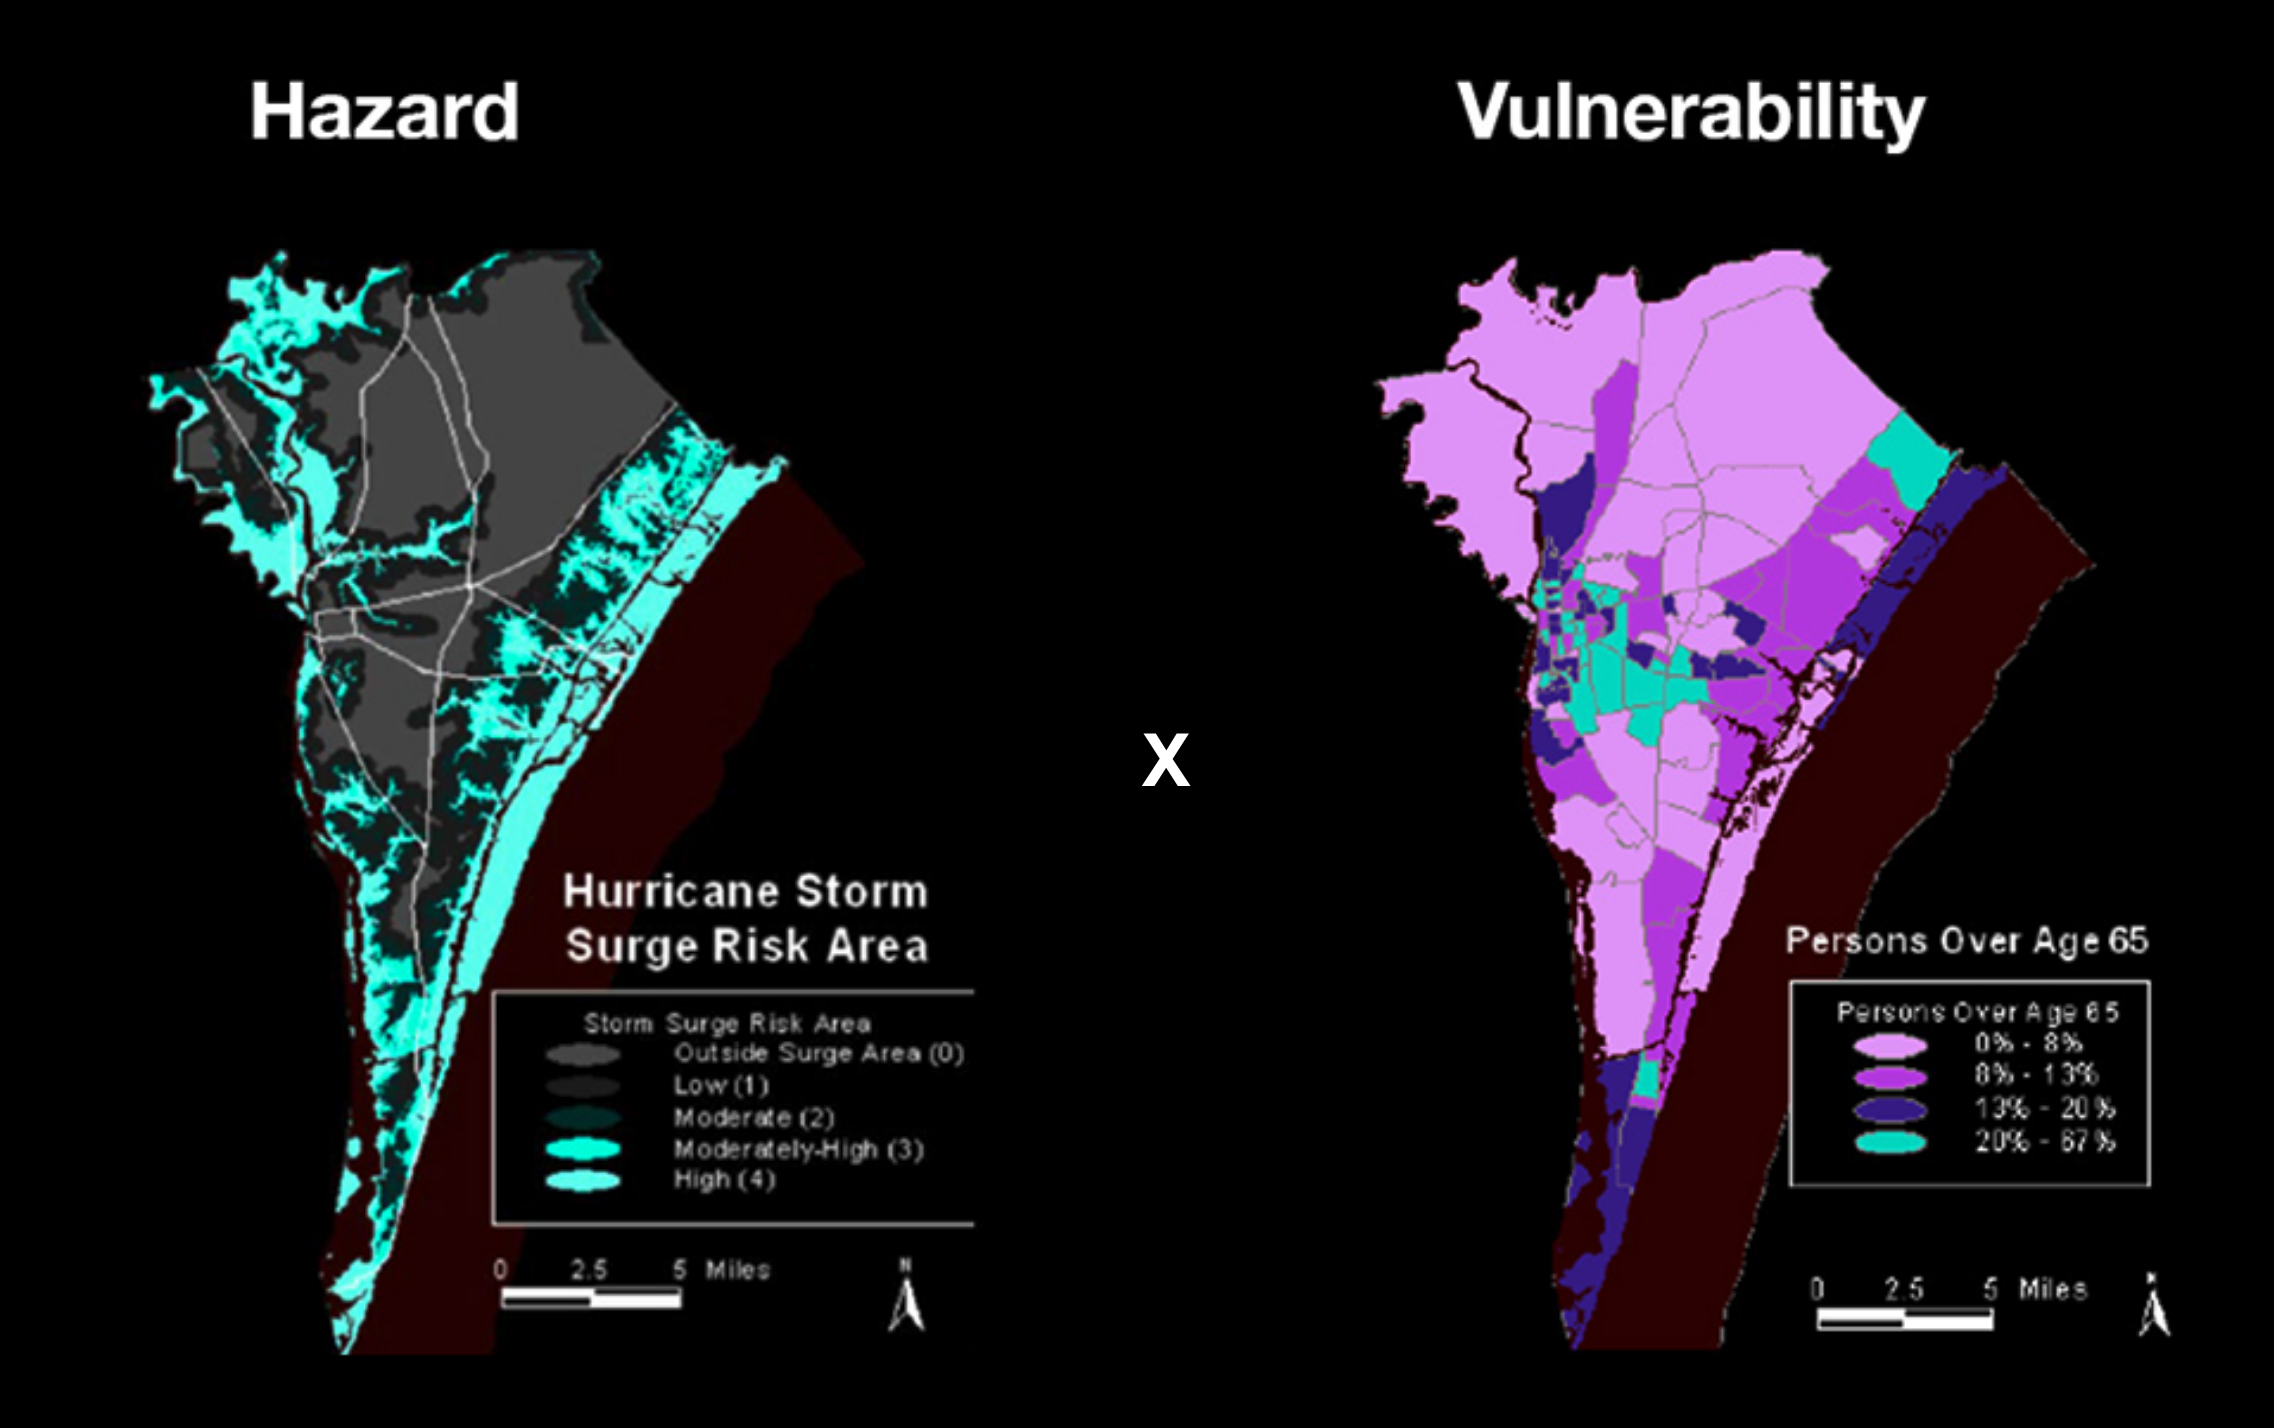 Hazard
Vulnerability
X
Hurricane Storm
Surge Risk Area
Storm Surge Risk Area
Outside Surge Area (0)
Low (1)
Moderate (2)
Moderately-High (3)
High (4)
0 2.5 5 Miles
N
Persons Over Age 65
Persons Over Age 65
0% - 8%
8% - 13%
13% - 20%
20% - 67%
0 2.5 5 Miles
N